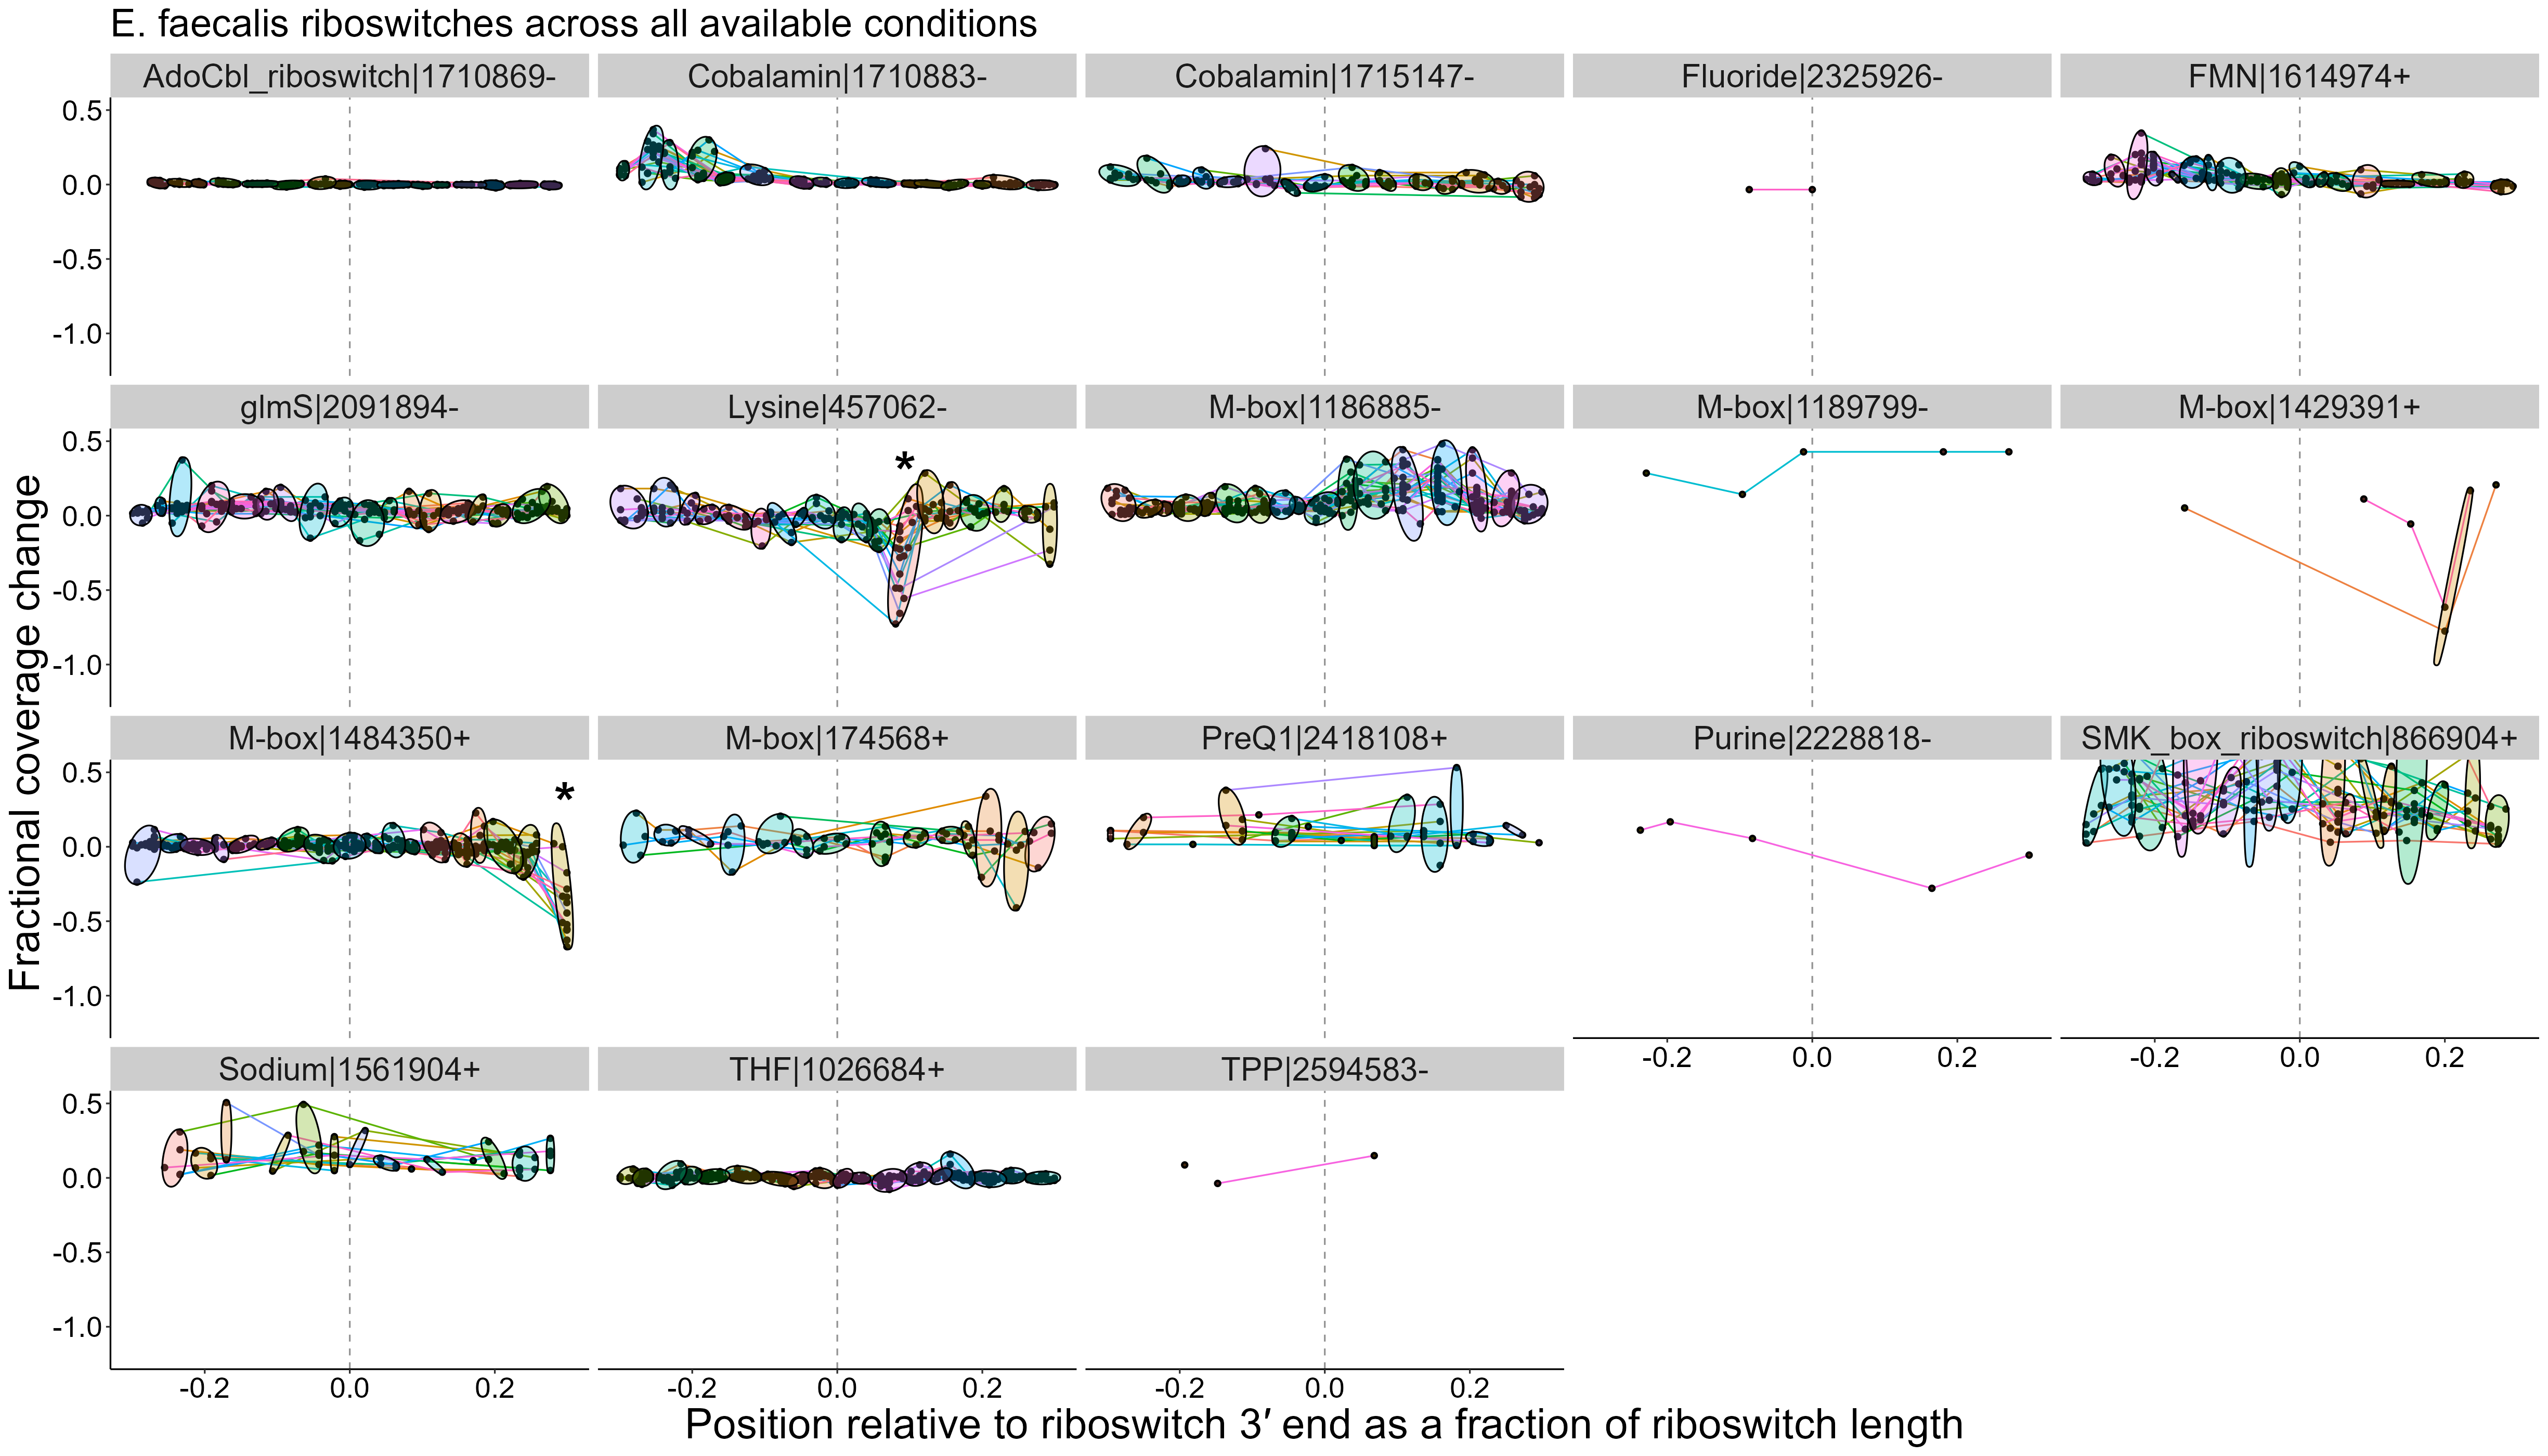 E. faecalis riboswitches across all available conditions
AdoCbl_riboswitch|1710869-
Cobalamin|1710883-
Cobalamin|1715147-
Fluoride|2325926-
FMN|1614974+
0.5
0.0
-0.5
-1.0
glmS|2091894-
Lysine|457062-
M-box|1186885-
M-box|1189799-
M-box|1429391+
0.5
0.0
-0.5
-1.0
*
M-box|1484350+
M-box|174568+
PreQ1|2418108+
Purine|2228818-
SMK_box_riboswitch|866904+
0.5
0.0
-0.5
-1.0
*
-0.2 0.0 0.2
-0.2 0.0 0.2
Sodium|1561904+
THF|1026684+
TPP|2594583-
0.5
0.0
-0.5
-1.0
-0.2 0.0 0.2
-0.2 0.0 0.2
-0.2 0.0 0.2
Fractional coverage change
Position relative to riboswitch 3′ end as a fraction of riboswitch length